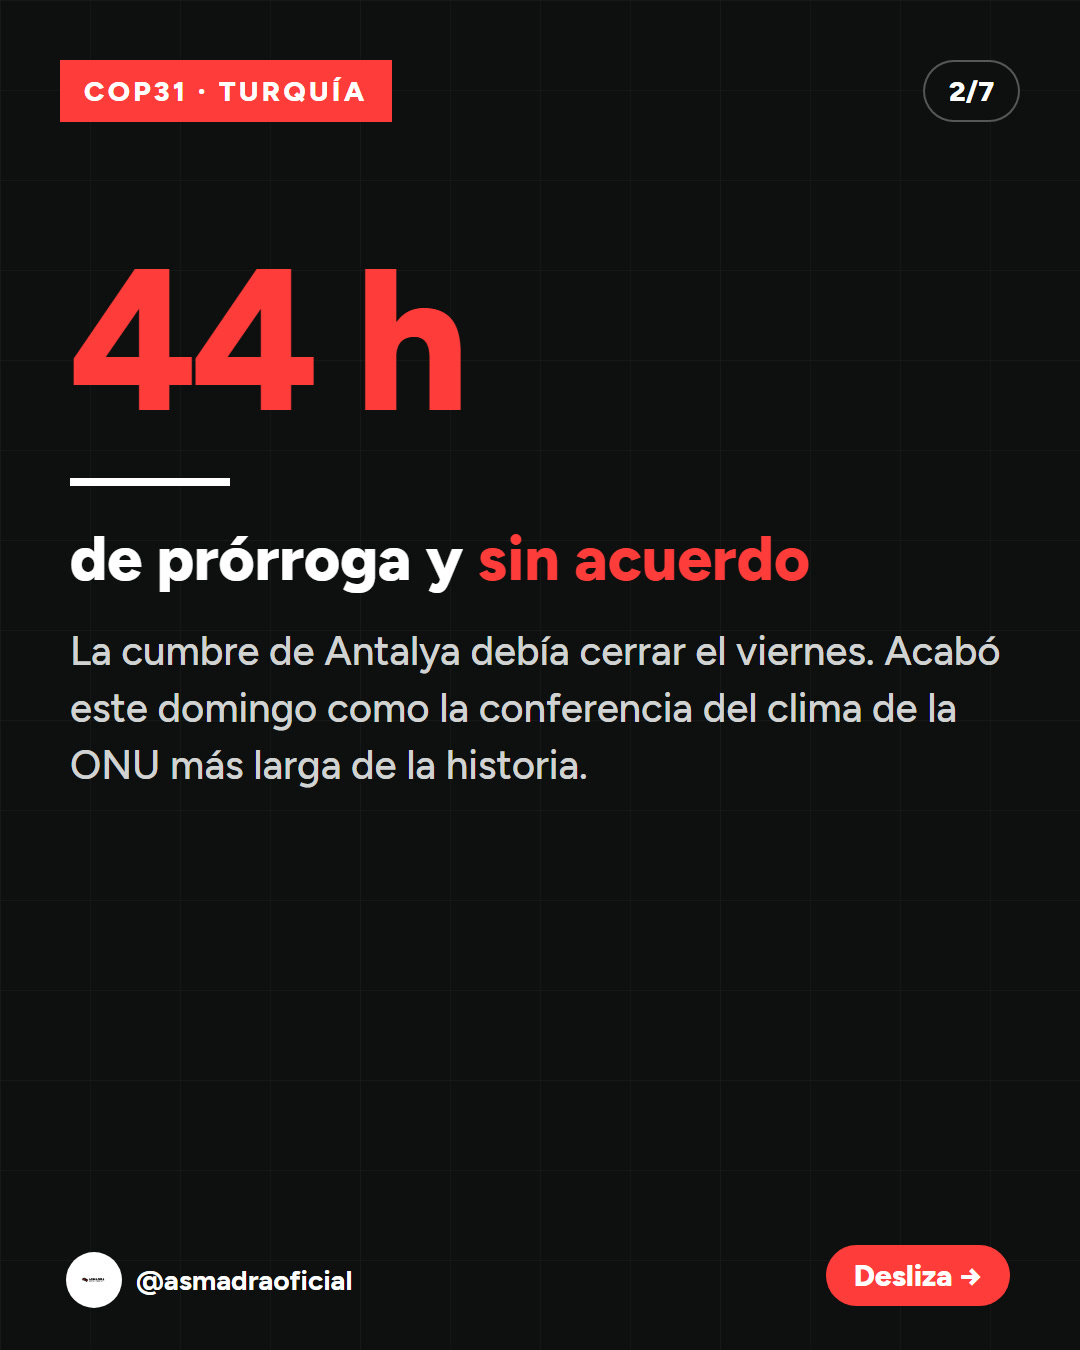 COP31 · TURQUÍA
2/7
44 h
de prórroga y sin acuerdo
La cumbre de Antalya debía cerrar el viernes. Acabó
este domingo como la conferencia del clima de la
ONU más larga de la historia.
@asmadraoficial
Desliza →